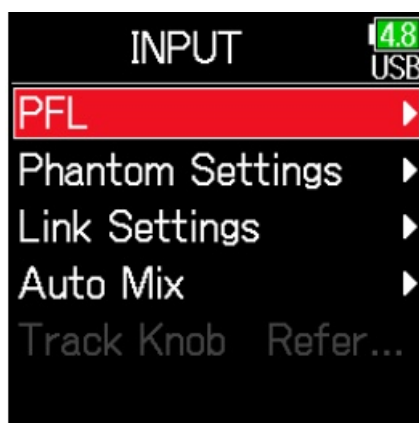 INPUT
4.8
USB
PFL
Phantom Settings
Link Settings
Auto Mix
Track Knob Refer...